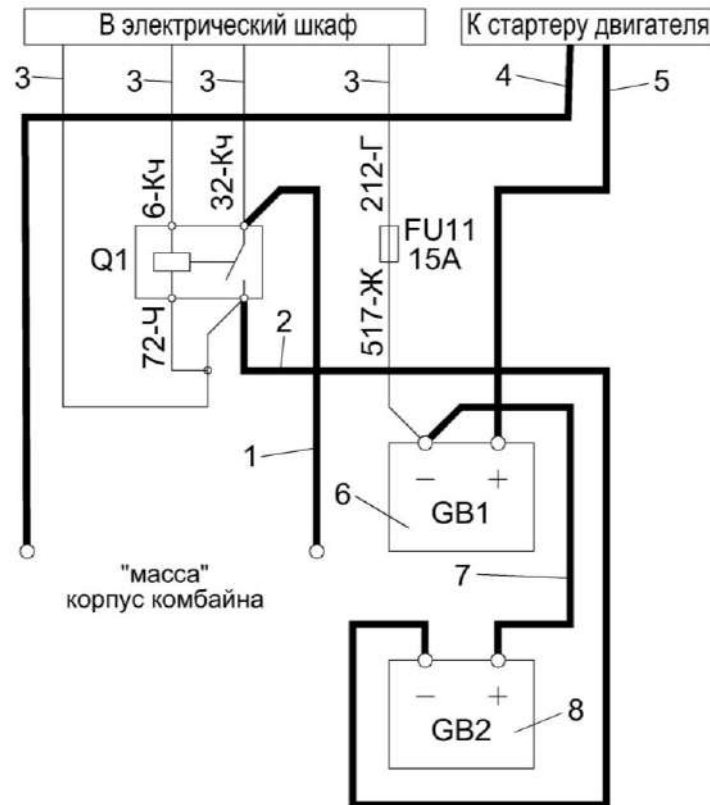 В электрический шкаф
К стартеру двигателя
3
3
3
3
4
5
6-Кч
32-Кч
212-Г
Q1
FU11
15А
72-Ч
517-Ж
2
1
6
− +
GB1
"масса"
корпус комбайна
7
− +
GB2
8